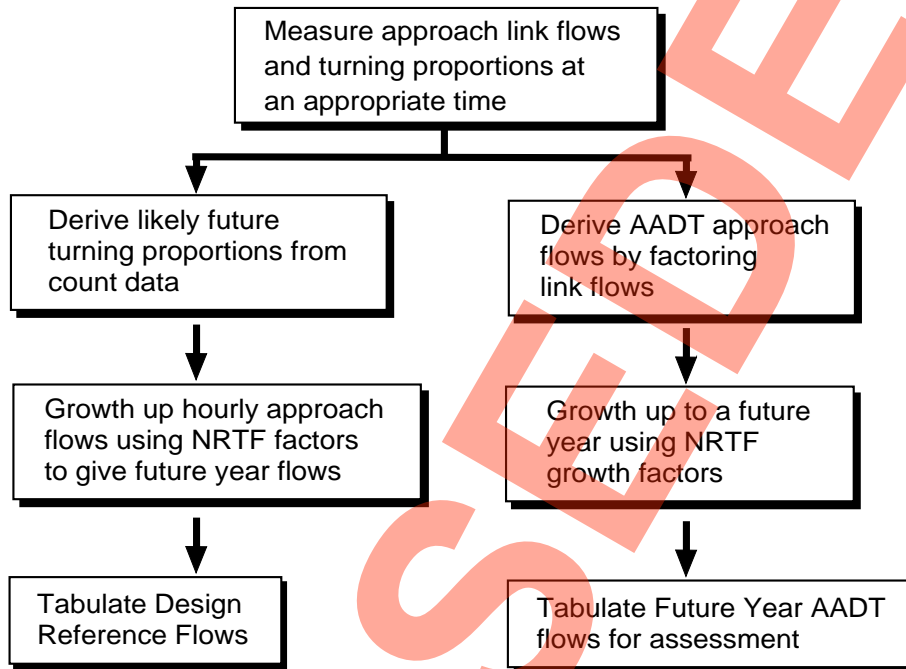 Measure approach link flows
and turning proportions at
an appropriate time
Derive likely future
turning proportions from
count data
Derive AADT approach
flows by factoring
link flows
Growth up hourly approach
flows using NRTF factors
to give future year flows
Growth up to a future
year using NRTF
growth factors
Tabulate Design
Reference Flows
Tabulate Future Year AADT
flows for assessment
SEDE